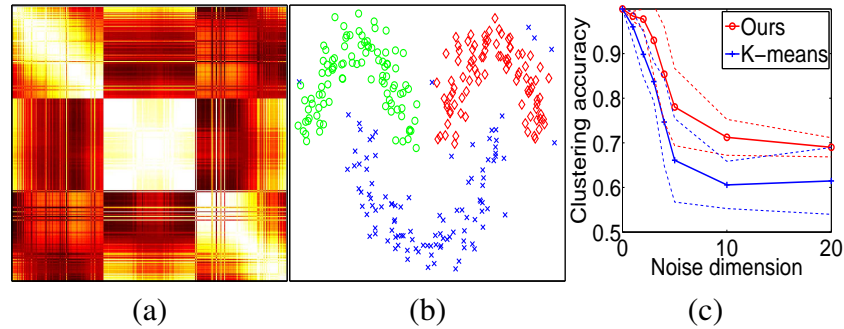 Clustering accuracy
0.9
0.8
0.7
0.6
0.5
0
10
20
Noise dimension
Ours
K-means
(a)
(b)
(c)